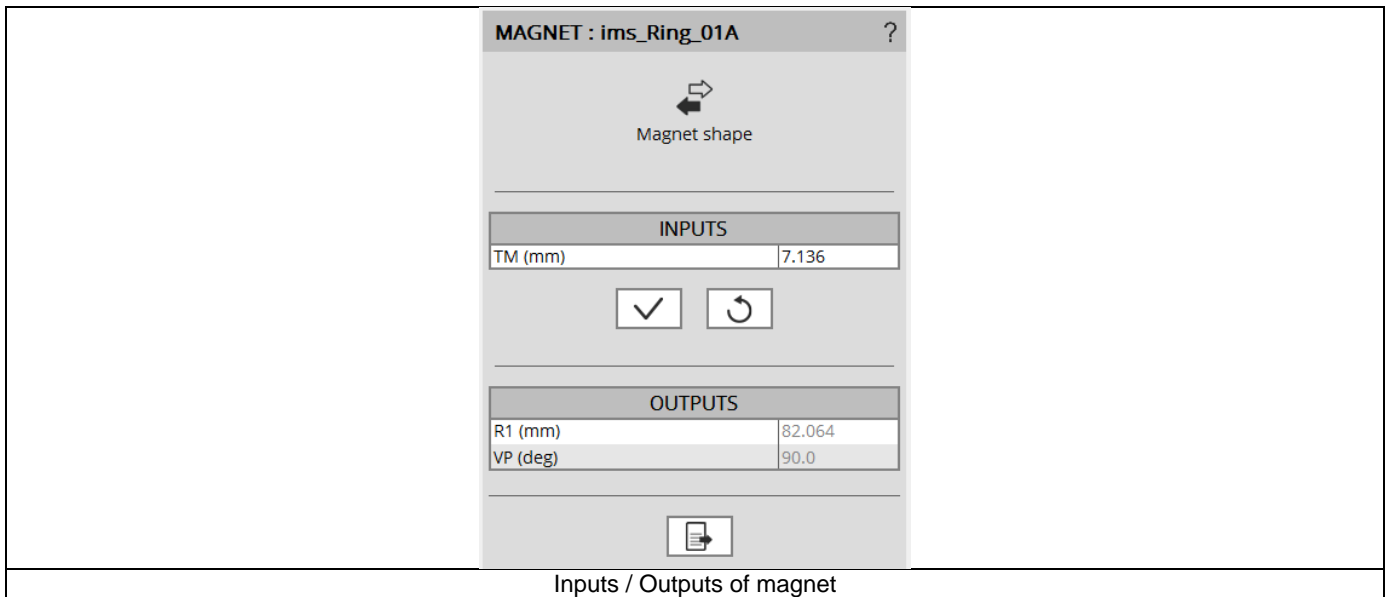 MAGNET : ims_Ring_01A ?
Magnet shape
INPUTS
TM (mm) 7.136
OUTPUTS
R1 (mm) 82.064
VP (deg) 90.0
Inputs / Outputs of magnet